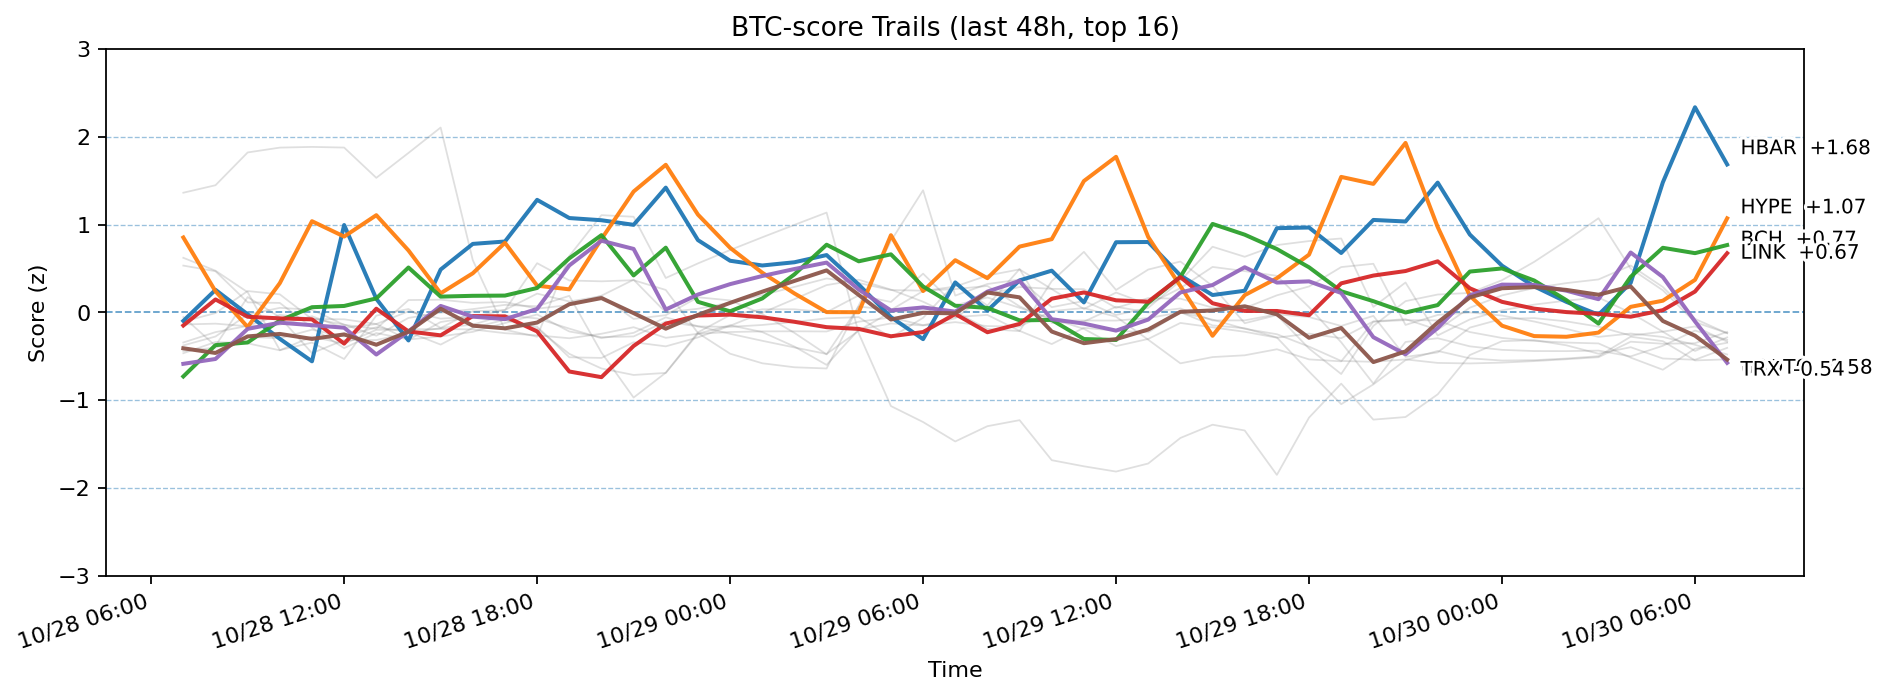 BTC-score Trails (last 48h, top 16)
Score (z)
3
2
1
0
−1
−2
−3
HBAR +1.68
HYPE +1.07
BCH +0.77
LINK +0.67
TRX -0.54
58
10/28 06:00
10/28 12:00
10/28 18:00
10/29 00:00
10/29 06:00
10/29 12:00
10/29 18:00
10/30 00:00
10/30 06:00
Time